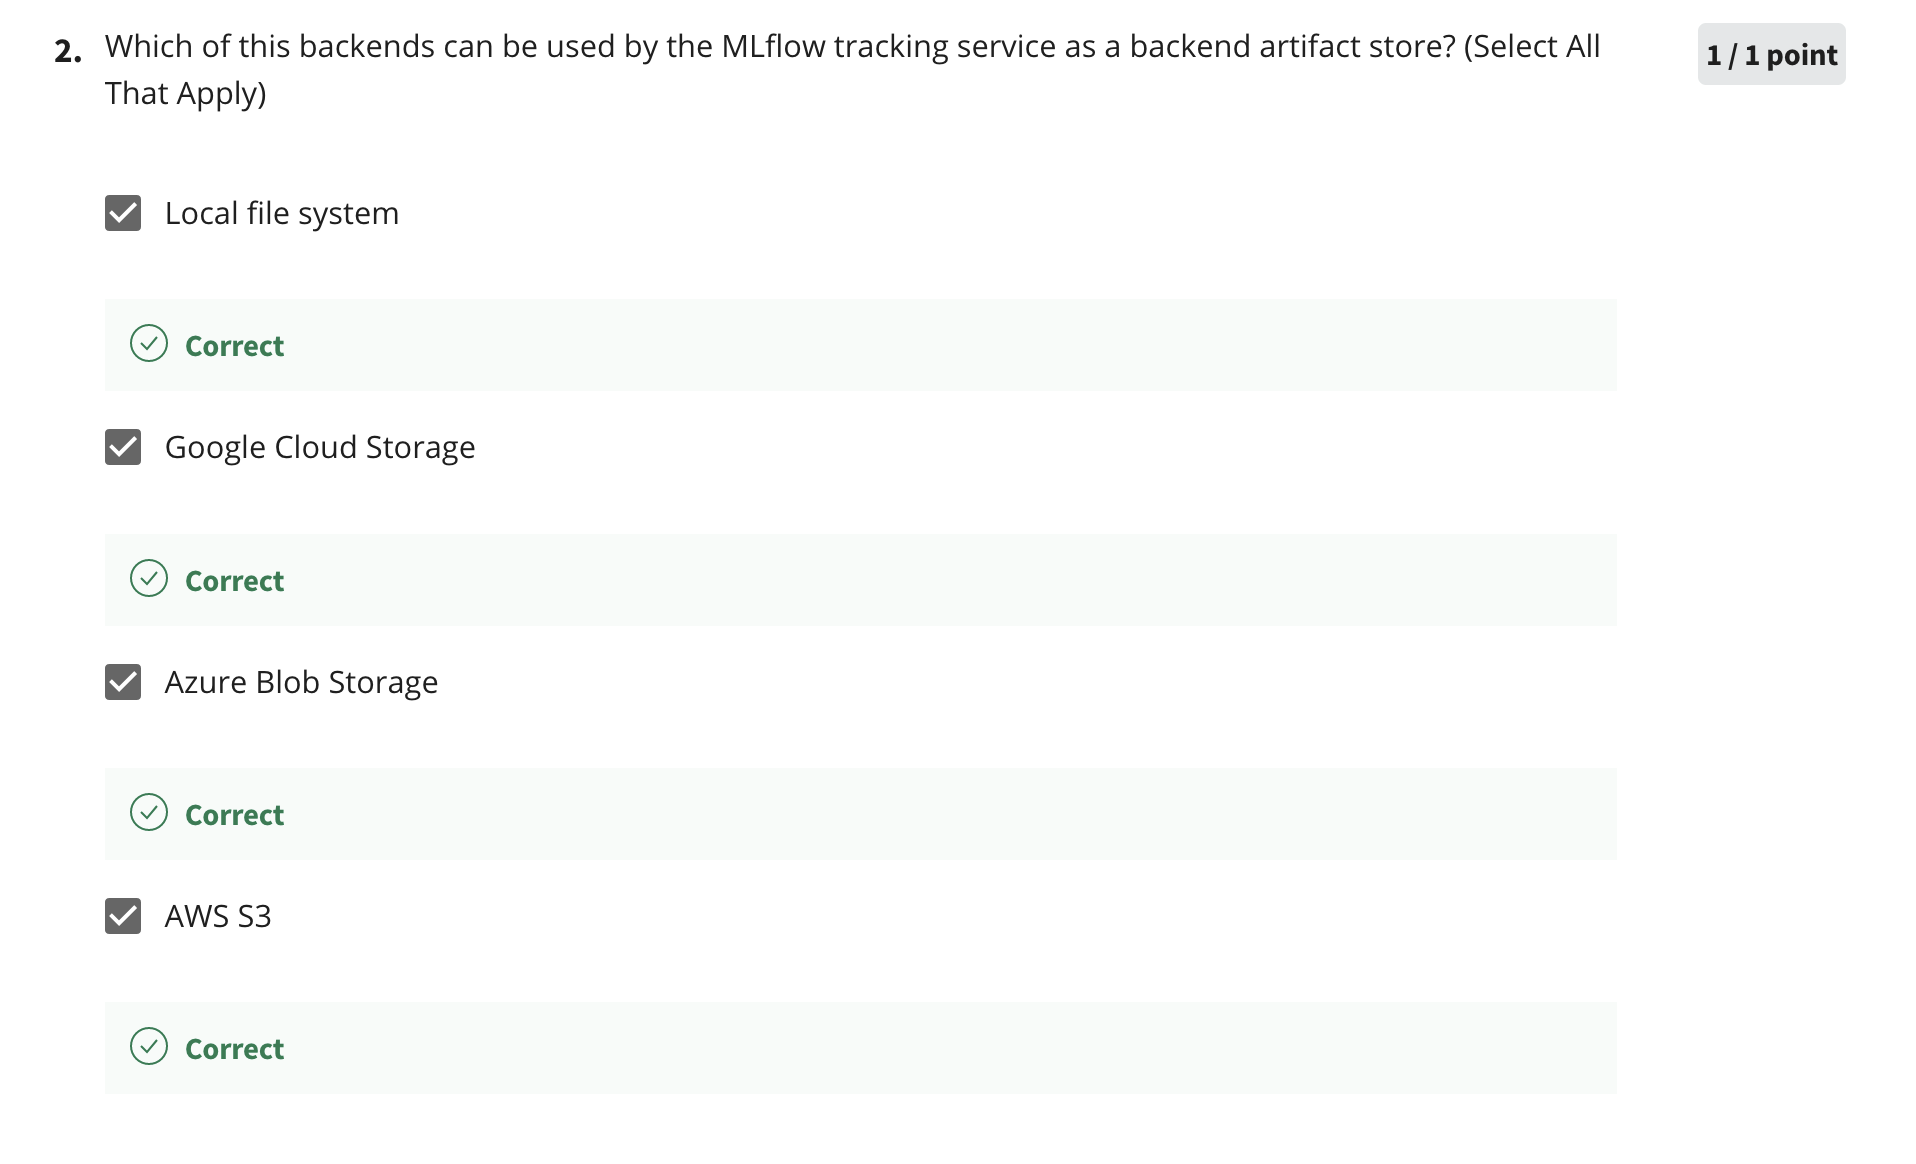 2. Which of this backends can be used by the MLflow tracking service as a backend artifact store? (Select All
That Apply)
1 / 1 point
Local file system
Correct
Google Cloud Storage
Correct
Azure Blob Storage
Correct
AWS S3
Correct